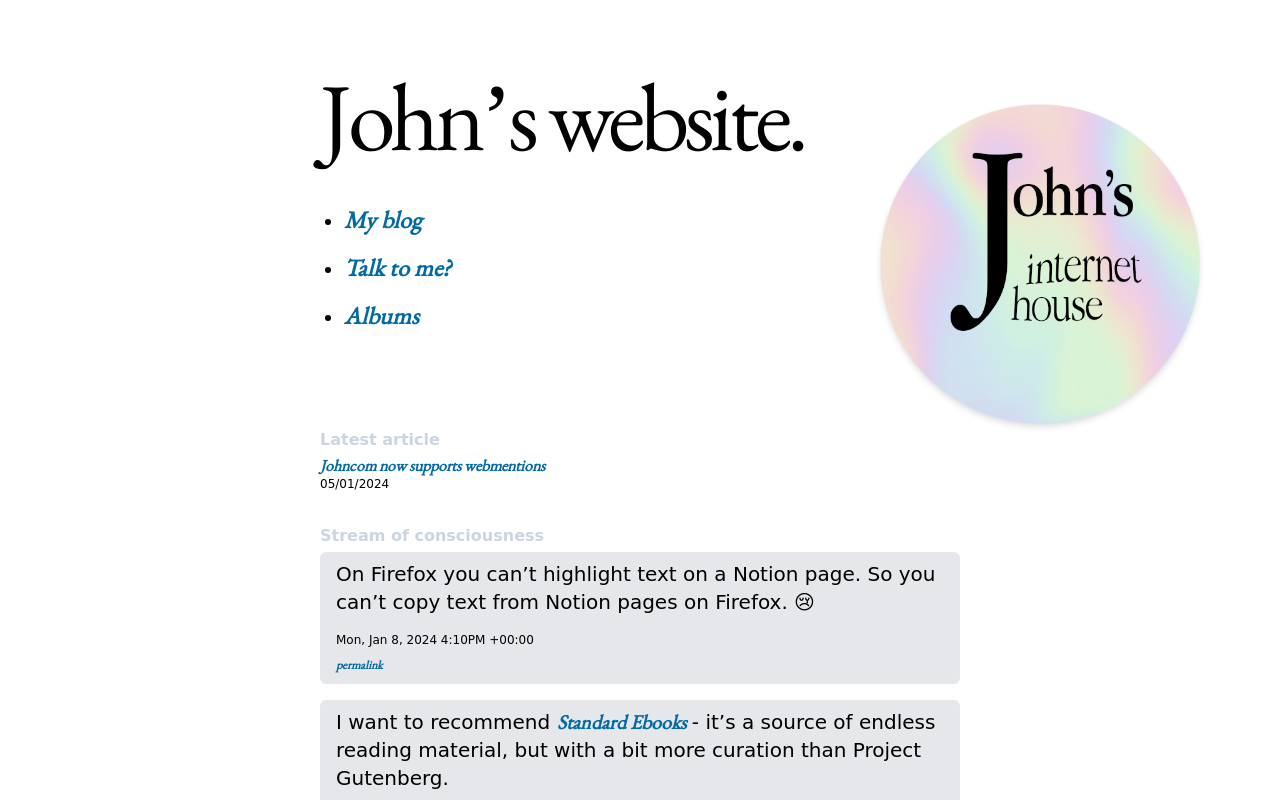 John’s website.
My blog
Talk to me?
Albums
John’s
internet
house
Latest article
Johncom now supports webmentions
05/01/2024
Stream of consciousness
On Firefox you can’t highlight text on a Notion page. So you
can’t copy text from Notion pages on Firefox. 😢
Mon, Jan 8, 2024 4:10PM +00:00
permalink
I want to recommend Standard Ebooks - it’s a source of endless
reading material, but with a bit more curation than Project
Gutenberg.